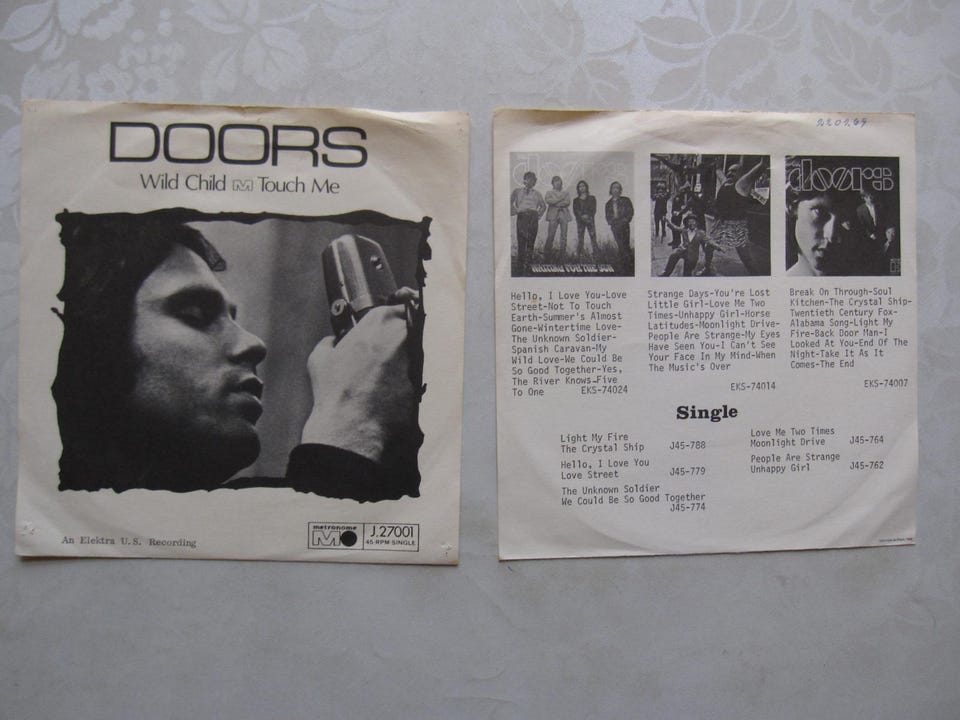 DOORS
Wild Child M Touch Me
An Elektra U.S. Recording
metronome
M
J.27001
45-RPM-SINGLE
the doors
WAITING FOR THE SUN
the doors
Hello, I Love You-Love
Street-Not To Touch
Earth-Summer's Almost
Gone-Wintertime Love-
The Unknown Soldier-
Spanish Caravan-My
Wild Love-We Could Be
So Good Together-Yes,
The River Knows-Five
To One EKS-74024
Strange Days-You're Lost
Little Girl-Love Me Two
Times-Unhappy Girl-Horse
Latitudes-Moonlight Drive-
People Are Strange-My Eyes
Have Seen You-I Can't See
Your Face In My Mind-When
The Music's Over
EKS-74014
Break On Through-Soul
Kitchen-The Crystal Ship-
Twentieth Century Fox-
Alabama Song-Light My
Fire-Back Door Man-I
Looked At You-End Of The
Night-Take It As It
Comes-The End
EKS-74007
Single
Light My Fire
The Crystal Ship J45-788
Hello, I Love You
Love Street J45-779
The Unknown Soldier
We Could Be So Good Together
J45-774
Love Me Two Times
Moonlight Drive J45-764
People Are Strange
Unhappy Girl J45-762